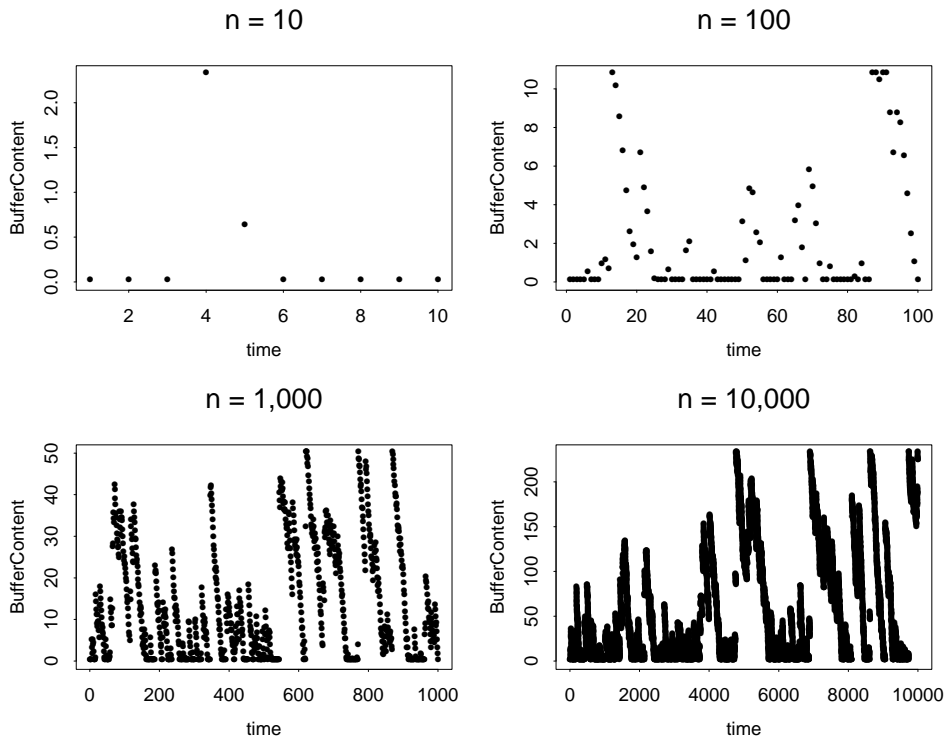 n = 10
BufferContent
0.0 0.5 1.0 1.5 2.0
2 4 6 8 10
time
n = 100
BufferContent
0 2 4 6 8 10
0 20 40 60 80 100
time
n = 1,000
BufferContent
0 10 20 30 40 50
0 200 400 600 800 1000
time
n = 10,000
BufferContent
0 50 100 150 200
0 2000 4000 6000 8000 10000
time